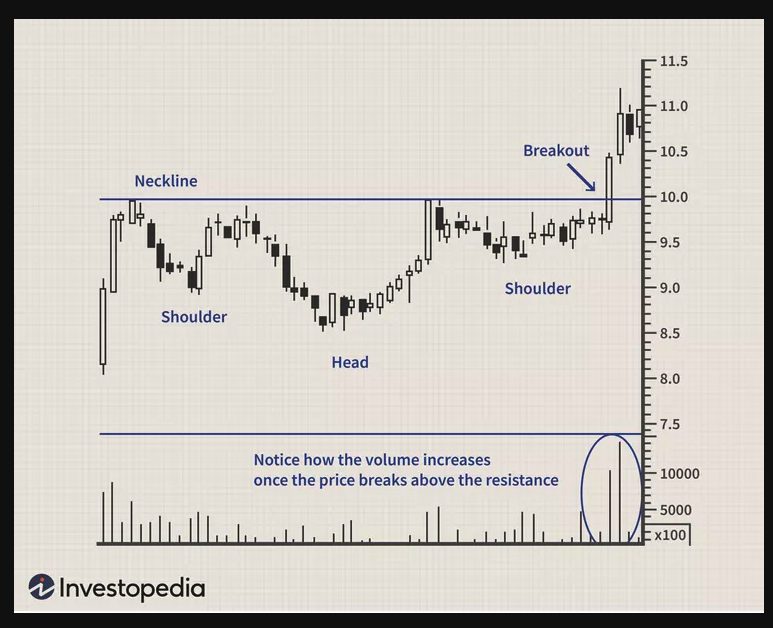 11.5
11.0
Breakout
10.5
Neckline
10.0
9.5
Shoulder
9.0
Shoulder
8.5
Head
8.0
7.5
Notice how the volume increases
once the price breaks above the resistance
10000
5000
x100
Investopedia